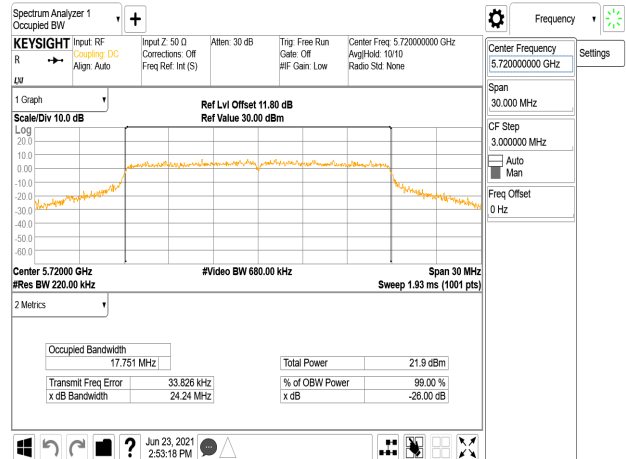 Spectrum Analyzer 1
Occupied BW
Frequency
KEYSIGHT
R
LXI
Input: RF
Coupling: DC
Align: Auto
Input Z: 50 Ω
Corrections: Off
Freq Ref: Int (S)
Atten: 30 dB
Trig: Free Run
Gate: Off
#IF Gain: Low
Center Freq: 5.720000000 GHz
Avg|Hold: 10/10
Radio Std: None
Center Frequency
5.720000000 GHz
Settings
Span
30.000 MHz
CF Step
3.000000 MHz
Auto
Man
Freq Offset
0 Hz
1 Graph
Scale/Div 10.0 dB
Ref Lvl Offset 11.80 dB
Ref Value 30.00 dBm
Log
20.0
10.0
0.00
-10.0
-20.0
-30.0
-40.0
-50.0
-60.0
Center 5.72000 GHz
#Video BW 680.00 kHz
Span 30 MHz
#Res BW 220.00 kHz
Sweep 1.93 ms (1001 pts)
2 Metrics
Occupied Bandwidth
17.751 MHz
Total Power 21.9 dBm
Transmit Freq Error 33.826 kHz
% of OBW Power 99.00 %
x dB Bandwidth 24.24 MHz
x dB -26.00 dB
?
Jun 23, 2021
2:53:18 PM